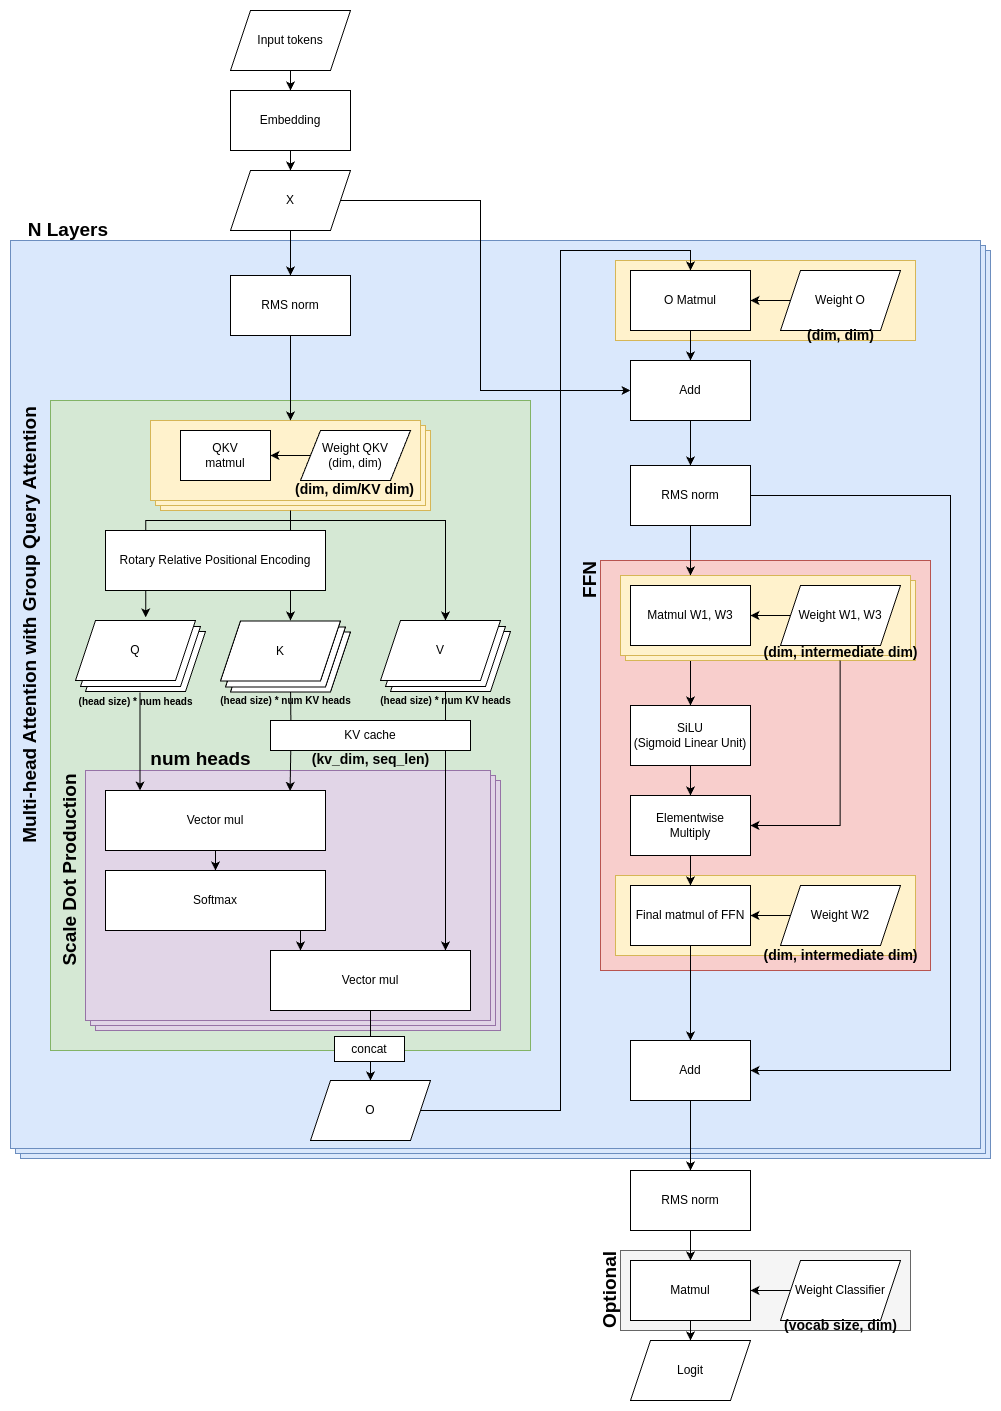 Input tokens
Embedding
X
N Layers
RMS norm
Multi-head Attention with Group Query Attention
QKV
matmul
Weight QKV
(dim, dim)
(dim, dim/KV dim)
Rotary Relative Positional Encoding
Q
K
V
(head size) * num heads
(head size) * num KV heads
(head size) * num KV heads
KV cache
(kv_dim, seq_len)
num heads
Scale Dot Production
Vector mul
Softmax
Vector mul
concat
O
O Matmul
Weight O
(dim, dim)
Add
RMS norm
FFN
Matmul W1, W3
Weight W1, W3
(dim, intermediate dim)
SiLU
(Sigmoid Linear Unit)
Elementwise
Multiply
Final matmul of FFN
Weight W2
(dim, intermediate dim)
Add
RMS norm
Optional
Matmul
Weight Classifier
(vocab size, dim)
Logit